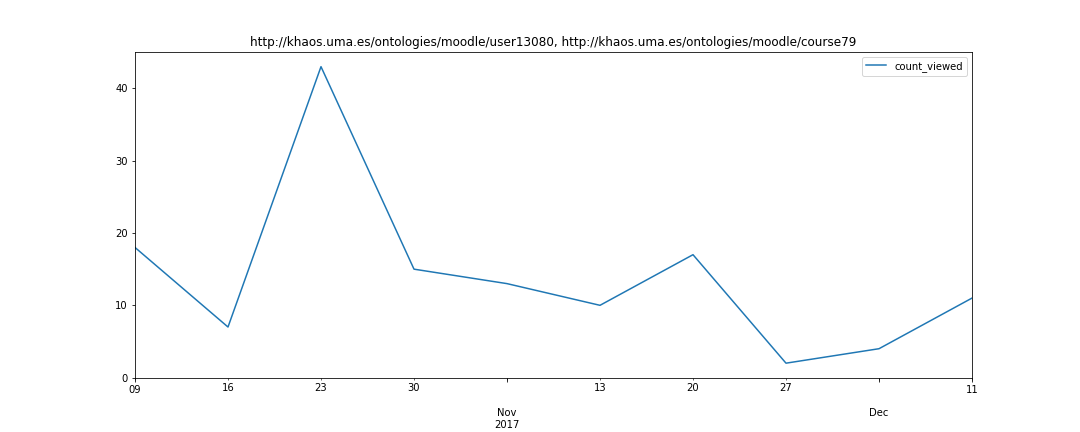 http://khaos.uma.es/ontologies/moodle/user13080, http://khaos.uma.es/ontologies/moodle/course79
count_viewed
40
30
20
10
0
09 16 23 30 13 20 27 11
Nov Dec
2017